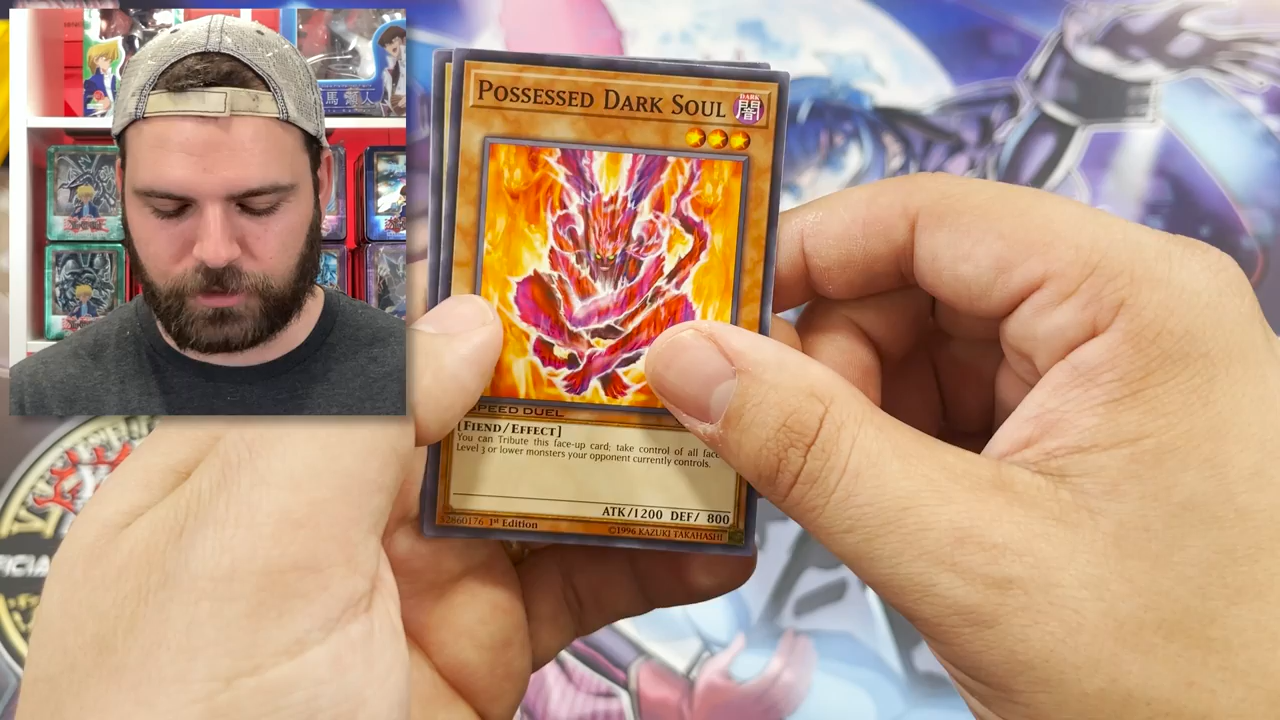 POSSESSED DARK SOUL
DARK
闇
SPEED DUEL
[FIEND/EFFECT]
You can Tribute this face-up card; take control of all face
Level 3 or lower monsters your opponent currently controls.
ATK/1200 DEF/ 800
52860176 1st Edition
©1996 KAZUKI TAKAHASHI